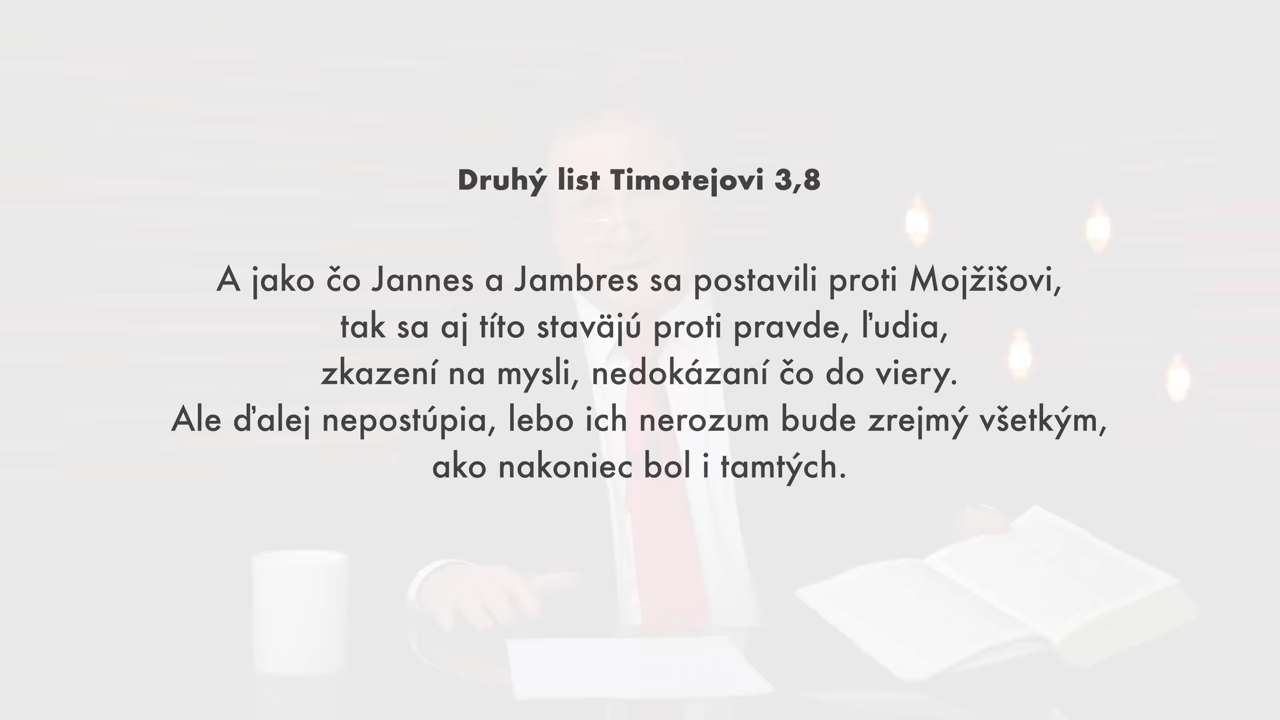 Druhý list Timotejovi 3,8
A jako čo Jannes a Jambres sa postavili proti Mojžišovi,
tak sa aj títo staväjú proti pravde, ľudia,
zkazení na mysli, nedokázaní čo do viery.
Ale ďalej nepostúpia, lebo ich nerozum bude zrejmý všetkým,
ako nakoniec bol i tamtých.